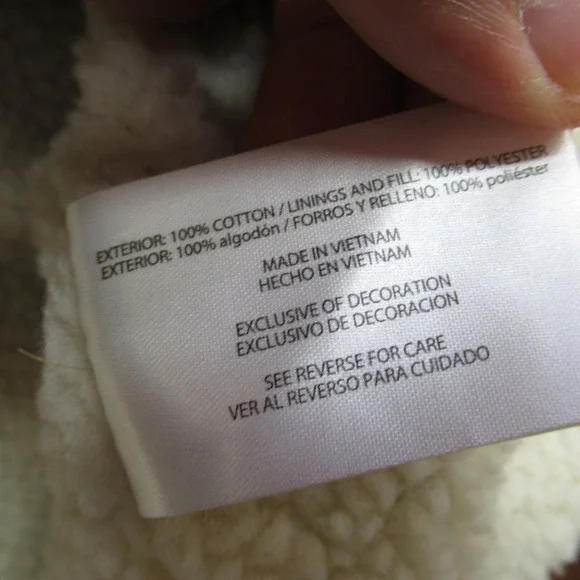 EXTERIOR: 100% COTTON / LININGS AND FILL: 100% POLYESTER
EXTERIOR: 100% algodón / FORROS Y RELLENO: 100% poliéster
MADE IN VIETNAM
HECHO EN VIETNAM
EXCLUSIVE OF DECORATION
EXCLUSIVO DE DECORACION
SEE REVERSE FOR CARE
VER AL REVERSO PARA CUIDADO